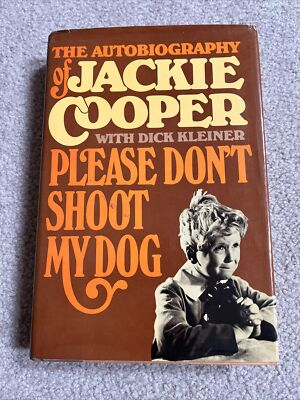 THE AUTOBIOGRAPHY
of JACKIE
COOPER
WITH DICK KLEINER
PLEASE DON'T
SHOOT
MY DOG